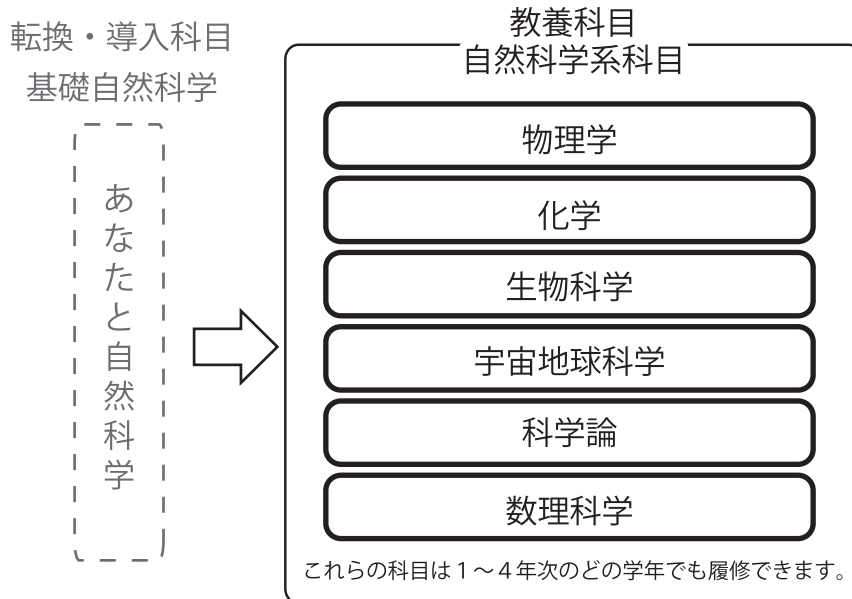 転換・導入科目
基礎自然科学
あなたと自然科学
教養科目
自然科学系科目
物理学
化学
生物科学
宇宙地球科学
科学論
数理科学
これらの科目は1～4年次のどの学年でも履修できます。